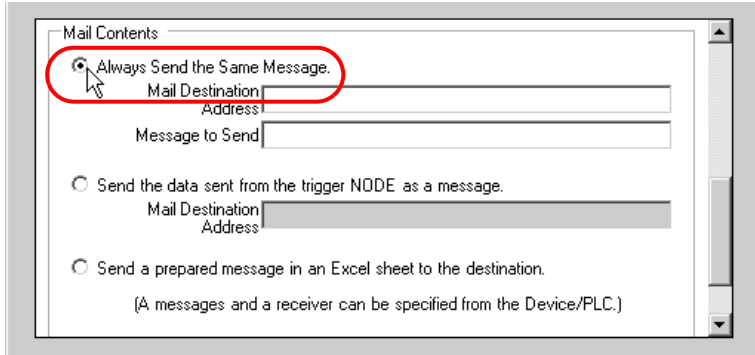 Mail Contents
Always Send the Same Message.
Mail Destination
Address
Message to Send
Send the data sent from the trigger NODE as a message.
Mail Destination
Address
Send a prepared message in an Excel sheet to the destination.
(A messages and a receiver can be specified from the Device/PLC.)